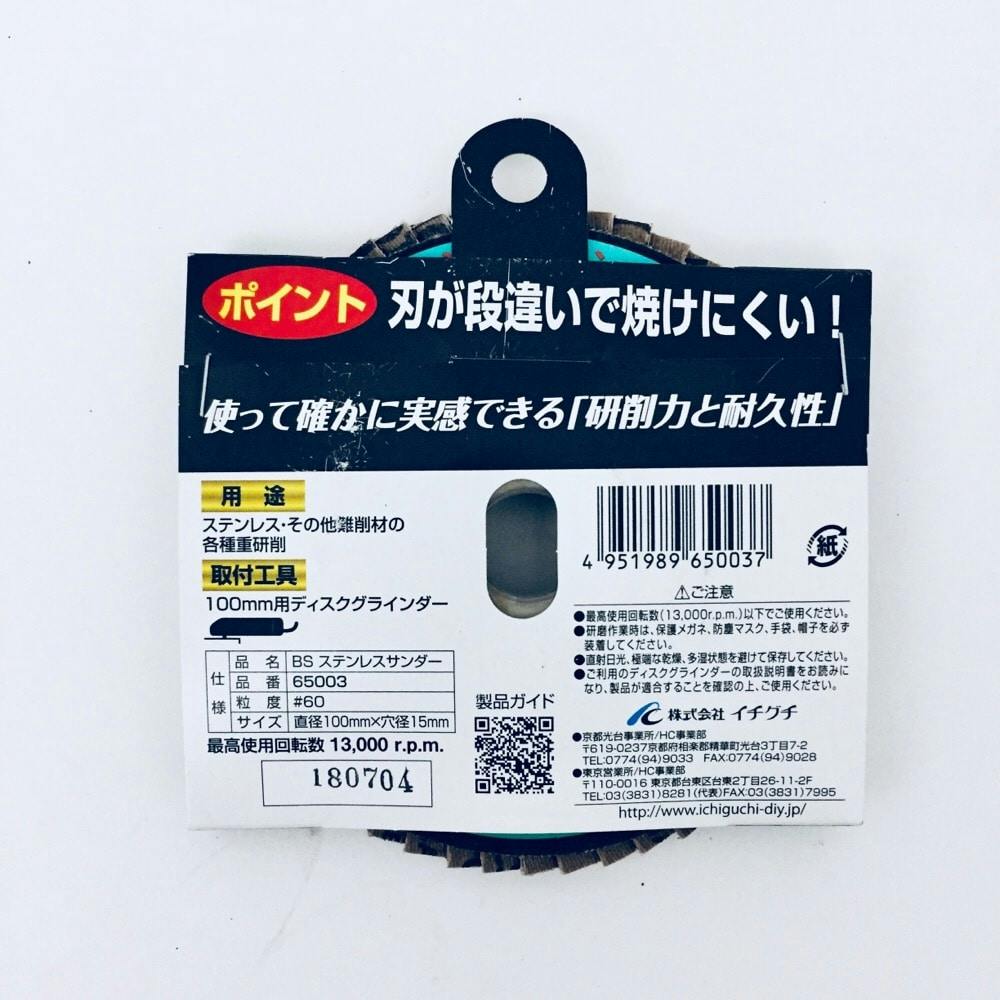 ポイント 刃が段違いで焼けにくい!
使って確かに実感できる「研削力と耐久性」
用途
ステンレス・その他難削材の
各種重研削
取付工具
100mm用ディスクグラインダー
仕様
品名 BS ステンレスサンダー
品番 65003
粒度 #60
サイズ 直径100mm×穴径15mm
最高使用回転数 13,000 r.p.m.
180704
製品ガイド
4 951989 650037
紙
⚠ご注意
●最高使用回転数(13,000r.p.m.)以下でご使用ください。
●研磨作業時は、保護メガネ、防塵マスク、手袋、帽子を必ず
装着してください。
●直射日光、極端な乾燥、多湿状態を避けて保存してください。
●ご利用のディスクグラインダーの取扱説明書をお読みに
なり、製品が適合することを確認の上、ご使用ください。
株式会社 イチグチ
●京都光台事業所/HC事業部
〒619-0237京都府相楽郡精華町光台3丁目7-2
TEL:0774(94)9033 FAX:0774(94)9028
●東京営業所/HC事業部
〒110-0016 東京都台東区台東2丁目26-11-2F
TEL:03(3831)8281(代表)FAX:03(3831)7995
http://www.ichiguchi-diy.jp/